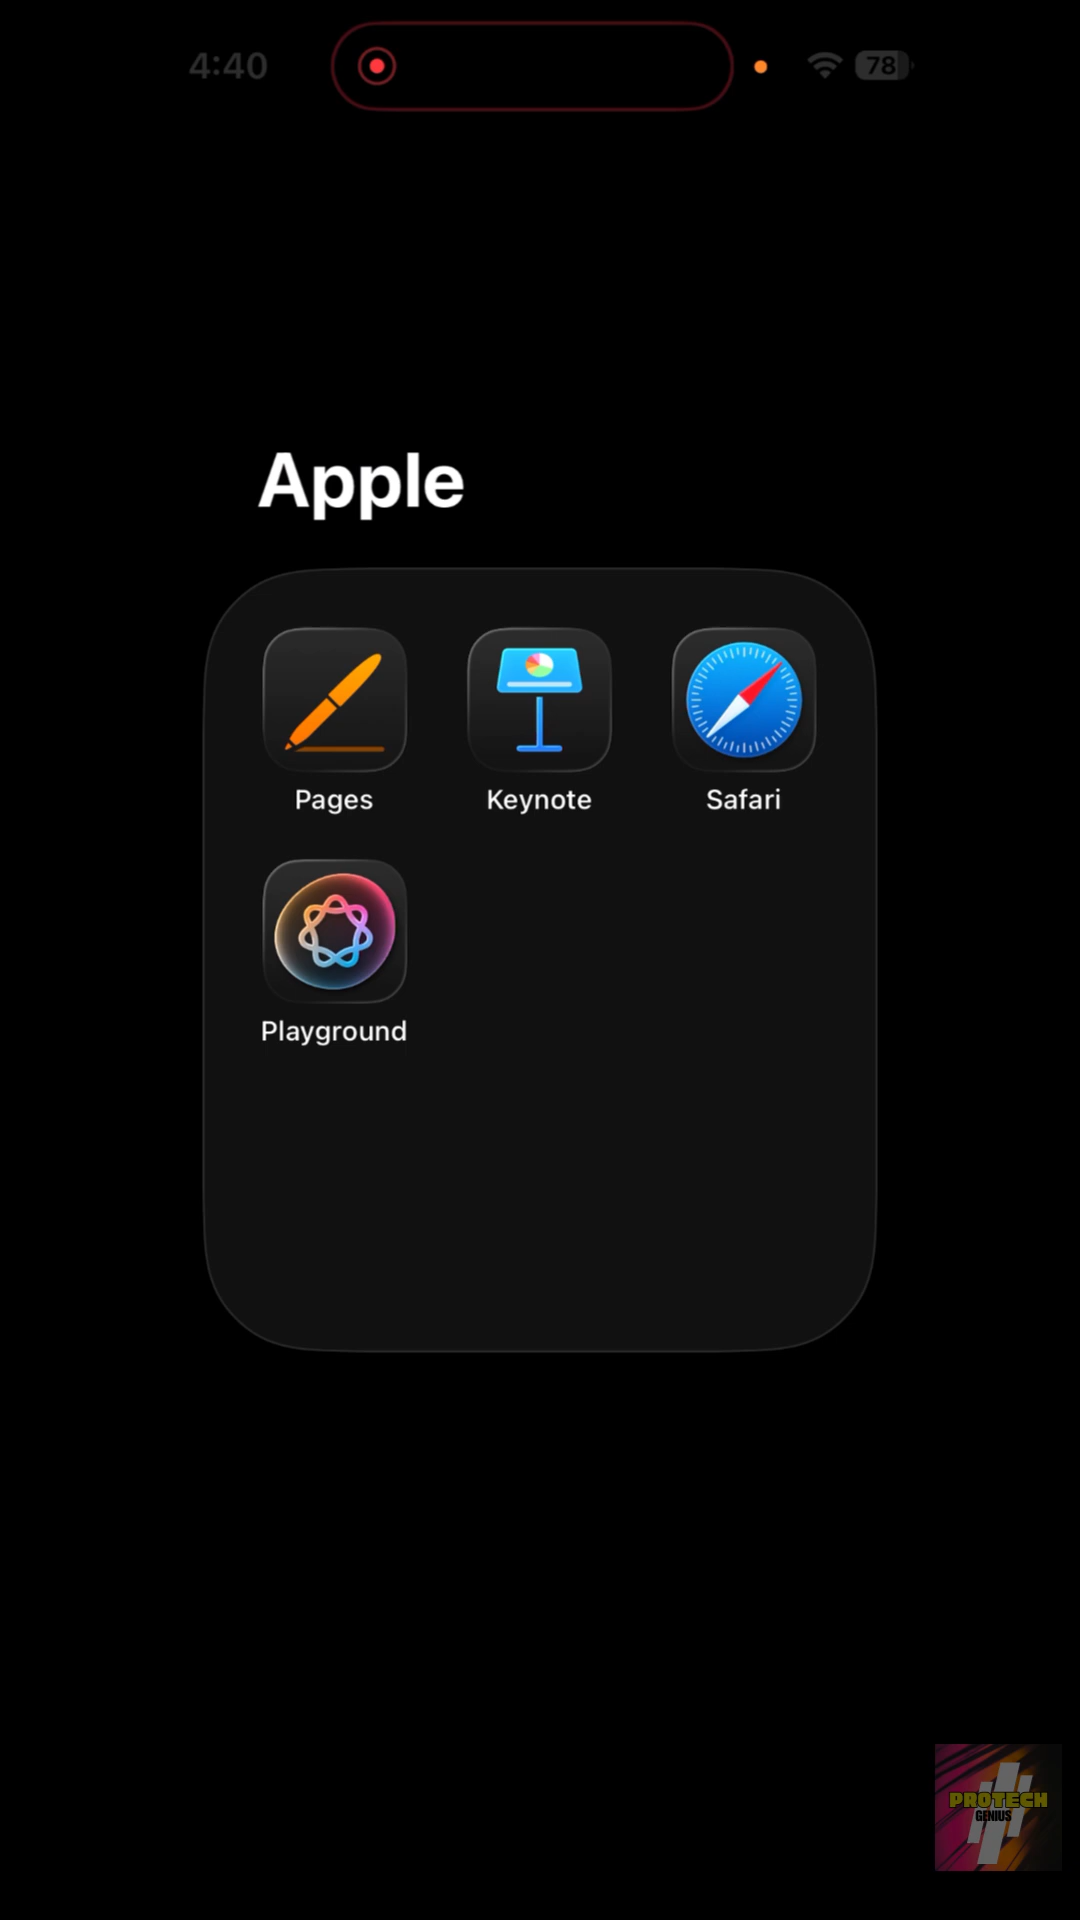 4:40
78
Apple
Pages
Keynote
Safari
Playground
PROTECH
GENIUS